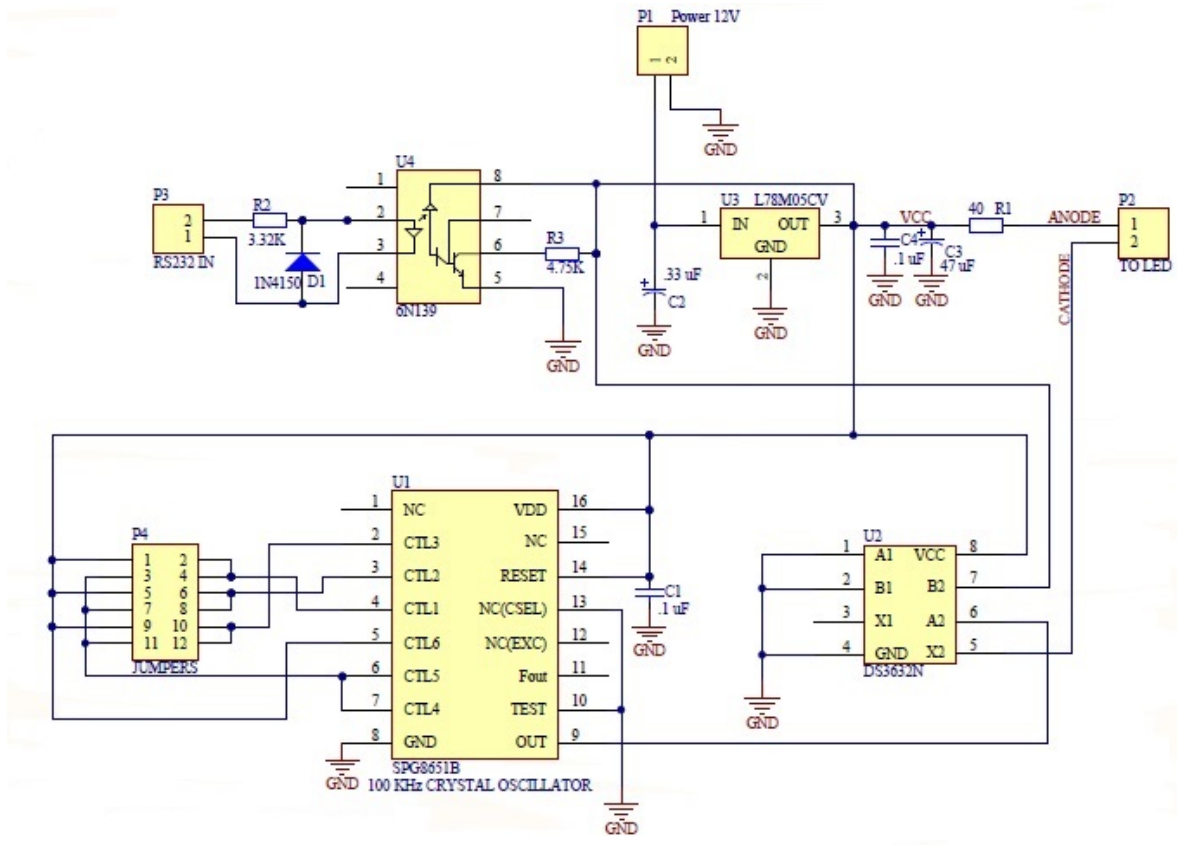 P1 Power 12V
1 2
GND
U4
1 8
2 7
3 6
4 5
6N139
P3
2
1
RS232 IN
R2
3.32K
1N4150 D1
R3
4.75K
GND
U3 L78M05CV
1 IN OUT 3
GND
2
GND
+ .33 uF
C2
GND
VCC
C4
.1 uF
GND
+ C3
47 uF
GND
40 R1
ANODE
CATHODE
P2
1
2
TO LED
U1
1 NC VDD 16
2 CTL3 NC 15
3 CTL2 RESET 14
4 CTL1 NC(CSEL) 13
5 CTL6 NC(EXC) 12
6 CTL5 Fout 11
7 CTL4 TEST 10
8 GND OUT 9
SPG8651B
100 KHz CRYSTAL OSCILLATOR
GND
GND
C1
.1 uF
GND
P4
1 2
3 4
5 6
7 8
9 10
11 12
JUMPERS
U2
1 A1 VCC 8
2 B1 B2 7
3 X1 A2 6
4 GND X2 5
DS3632N
GND